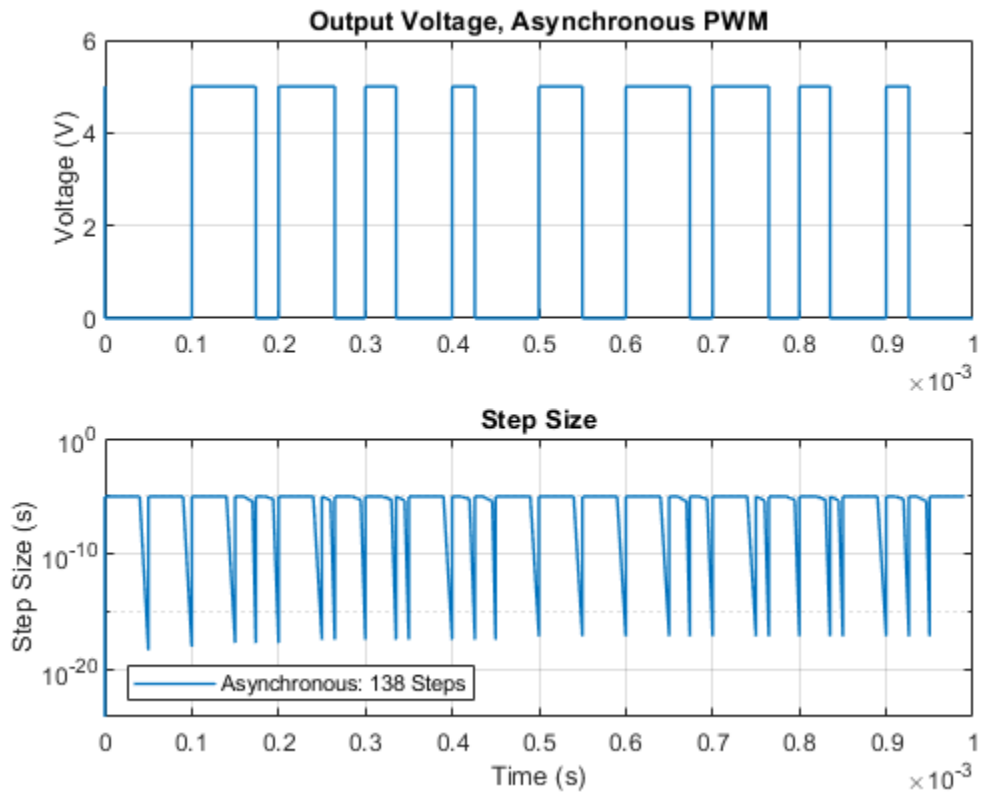 Output Voltage, Asynchronous PWM
6
4
2
0
Voltage (V)
0 0.1 0.2 0.3 0.4 0.5 0.6 0.7 0.8 0.9 1
×10^-3
Step Size
10^0
10^-10
10^-20
Step Size (s)
Asynchronous: 138 Steps
0 0.1 0.2 0.3 0.4 0.5 0.6 0.7 0.8 0.9 1
Time (s)
×10^-3